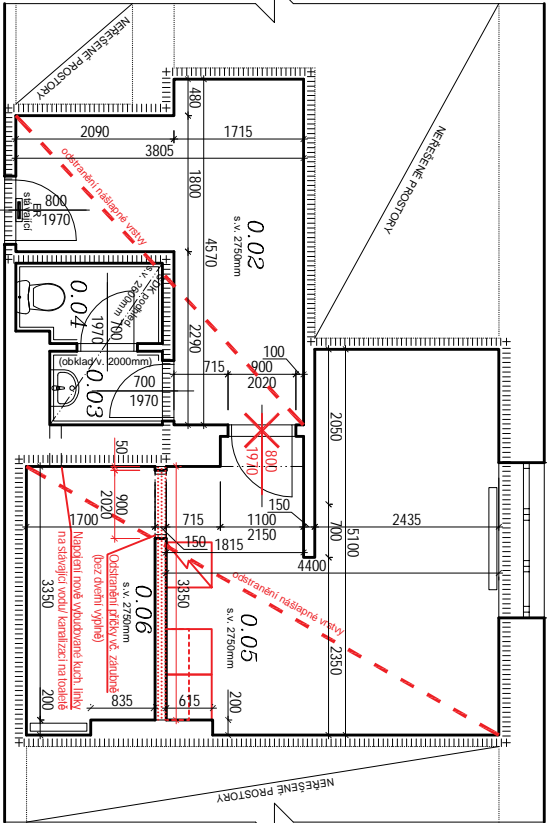 NEŘEŠENÉ PROSTORY
NEŘEŠENÉ PROSTORY
480
2090
1715
3805
odstranění nášlapné vrstvy
1800
800
1970
ER
stávající
0.02
s.v. 2750mm
4570
SDK podhled
s.v. 2600mm
0.04
700
1970
2290
(obklad v. 2000mm)
0.03
700
1970
715
900
2020
100
2050
800
1970
50
900
2020
1700
715
1100
2150
150
150
1815
700
5100
2435
4400
odstranění nášlapné vrstvy
0.05
s.v. 2750mm
2350
3350
0.06
s.v. 2750mm
Odstranění příčky vč. zárubně
(bez dveřní výplně)
Napojení nově vybudované kuch. linky
na stávající vodu/ kanalizaci na toaletě
3350
200
835
615
200
NEŘEŠENÉ PROSTORY